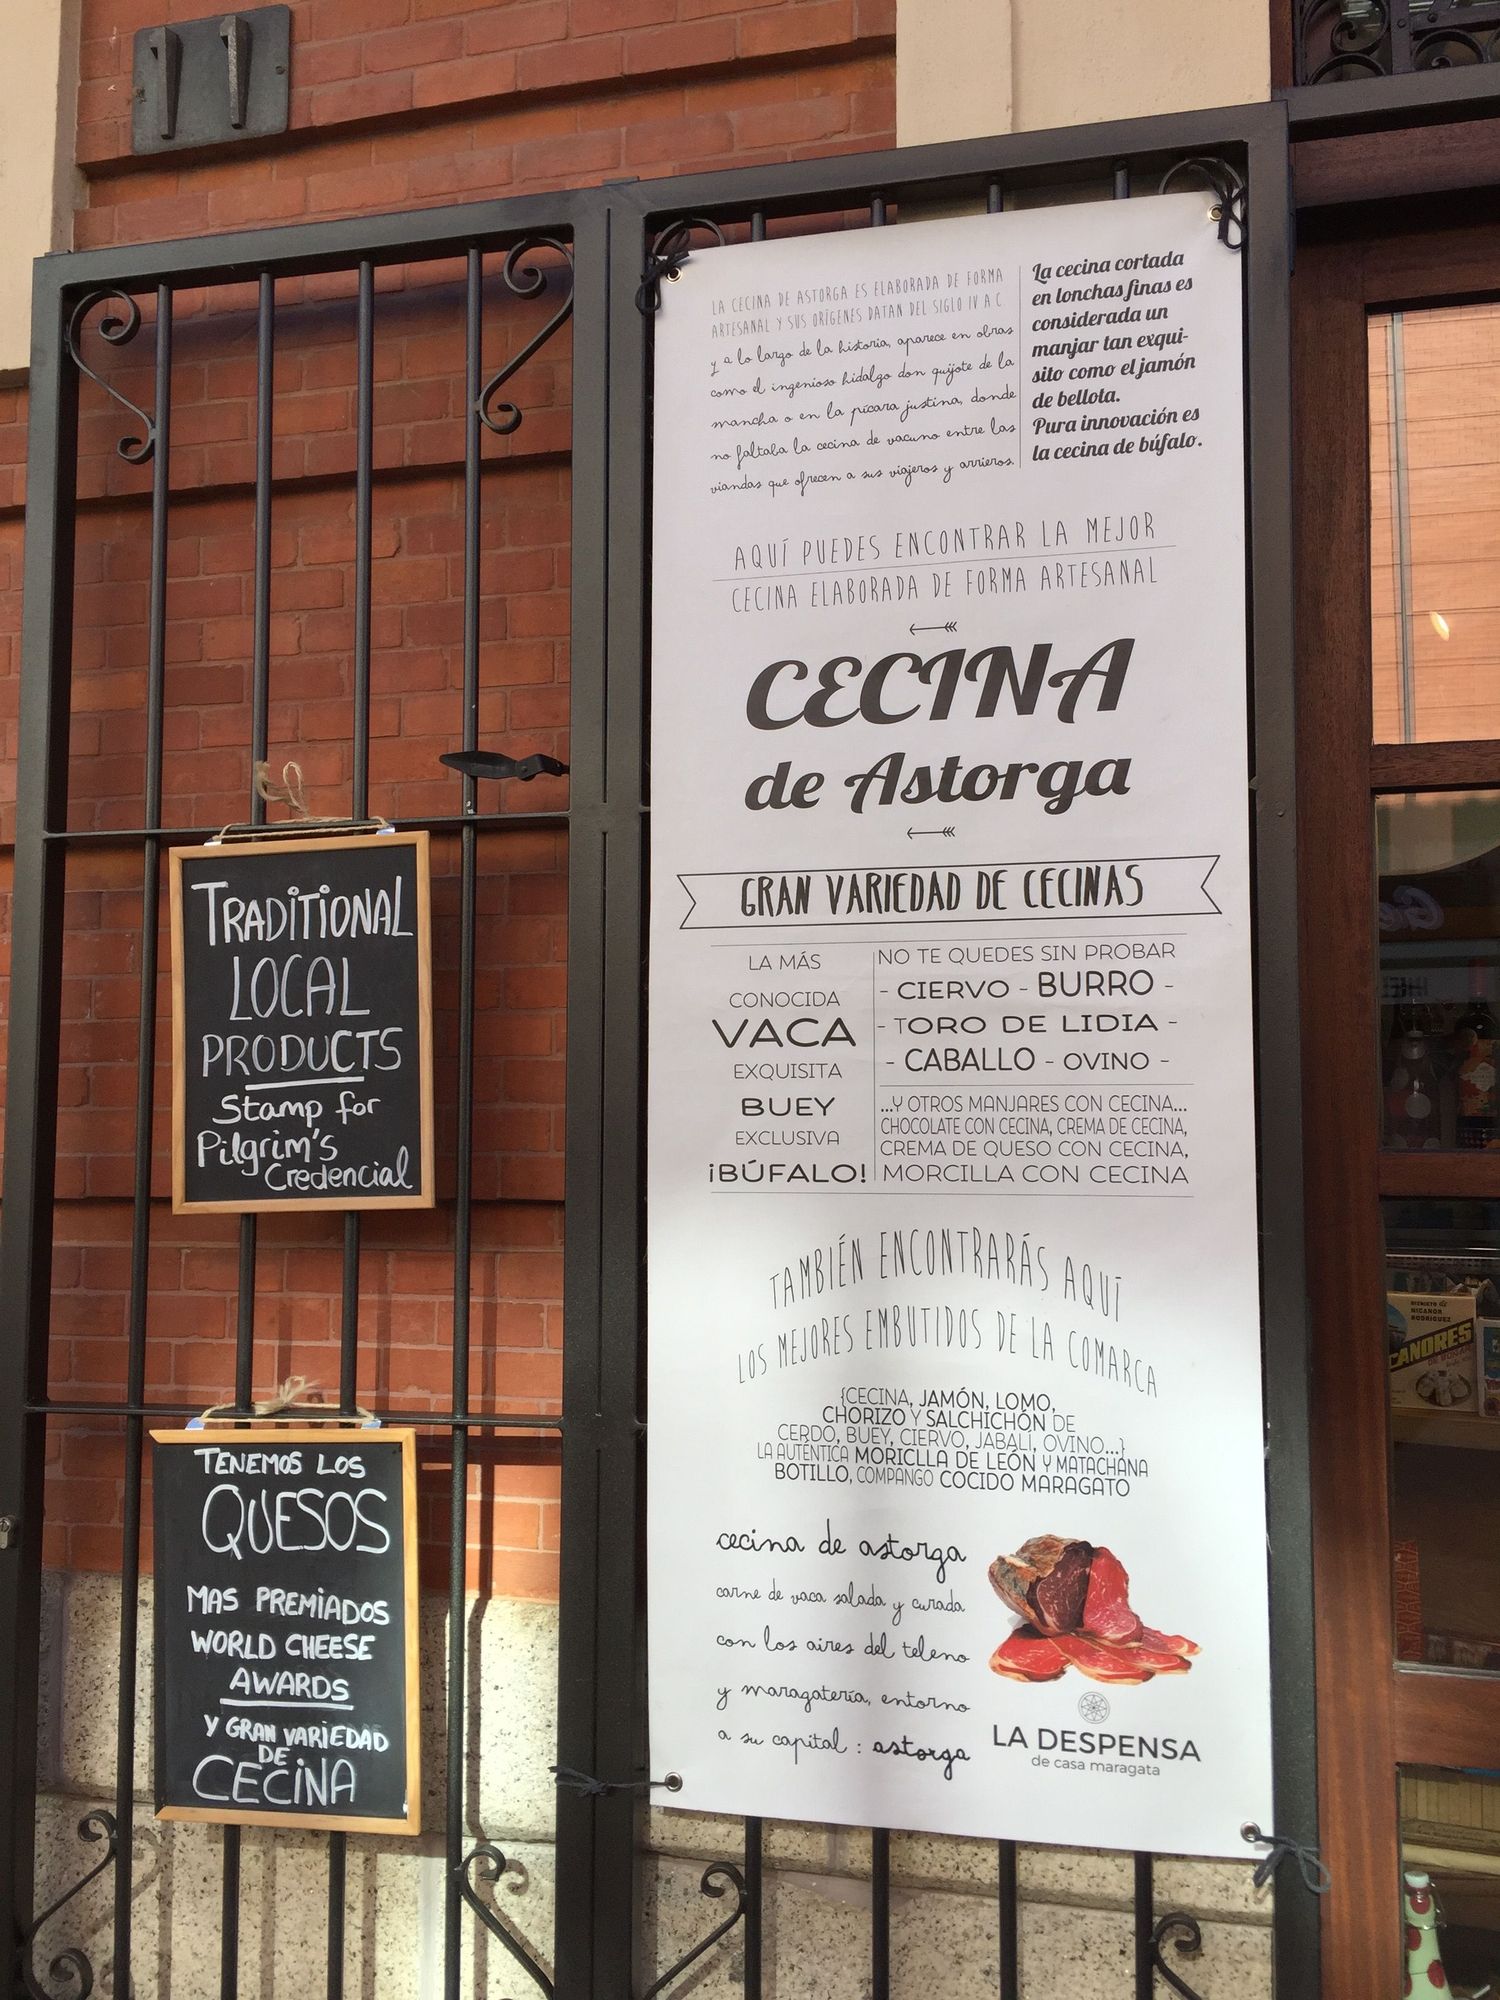 11
TRADITIONAL
LOCAL
PRODUCTS
Stamp for
Pilgrim's
Credencial
TENEMOS LOS
QUESOS
MAS PREMIADOS
WORLD CHEESE
AWARDS
Y GRAN VARIEDAD
DE
CECINA
LA CECINA DE ASTORGA ES ELABORADA DE FORMA
ARTESANAL Y SUS ORÍGENES DATAN DEL SIGLO IV A C
y a lo largo de la historia, aparece en obras
como el ingenioso hidalgo don quijote de la
mancha o en la pícara justina, donde
no faltaba la cecina de vacuno entre las
viandas que ofrecen a sus viajeros y arrieros.
La cecina cortada
en lonchas finas es
considerada un
manjar tan exqui-
sito como el jamón
de bellota.
Pura innovación es
la cecina de búfalo.
AQUÍ PUEDES ENCONTRAR LA MEJOR
CECINA ELABORADA DE FORMA ARTESANAL
CECINA
de Astorga
GRAN VARIEDAD DE CECINAS
LA MÁS
CONOCIDA
VACA
EXQUISITA
BUEY
EXCLUSIVA
¡BÚFALO!
NO TE QUEDES SIN PROBAR
- CIERVO - BURRO -
- TORO DE LIDIA -
- CABALLO - OVINO -
...Y OTROS MANJARES CON CECINA...
CHOCOLATE CON CECINA, CREMA DE CECINA,
CREMA DE QUESO CON CECINA,
MORCILLA CON CECINA
TAMBIÉN ENCONTRARÁS AQUÍ
LOS MEJORES EMBUTIDOS DE LA COMARCA
{CECINA, JAMÓN, LOMO,
CHORIZO Y SALCHICHÓN DE
CERDO, BUEY, CIERVO, JABALÍ, OVINO...}
LA AUTÉNTICA MORICLLA DE LEÓN Y MATACHANA
BOTILLO, COMPANGO COCIDO MARAGATO
cecina de astorga
carne de vaca salada y curada
con los aires del teleno
y maragatería, entorno
a su capital : astorga
LA DESPENSA
de casa maragata
NICANOR
RODRIGUEZ